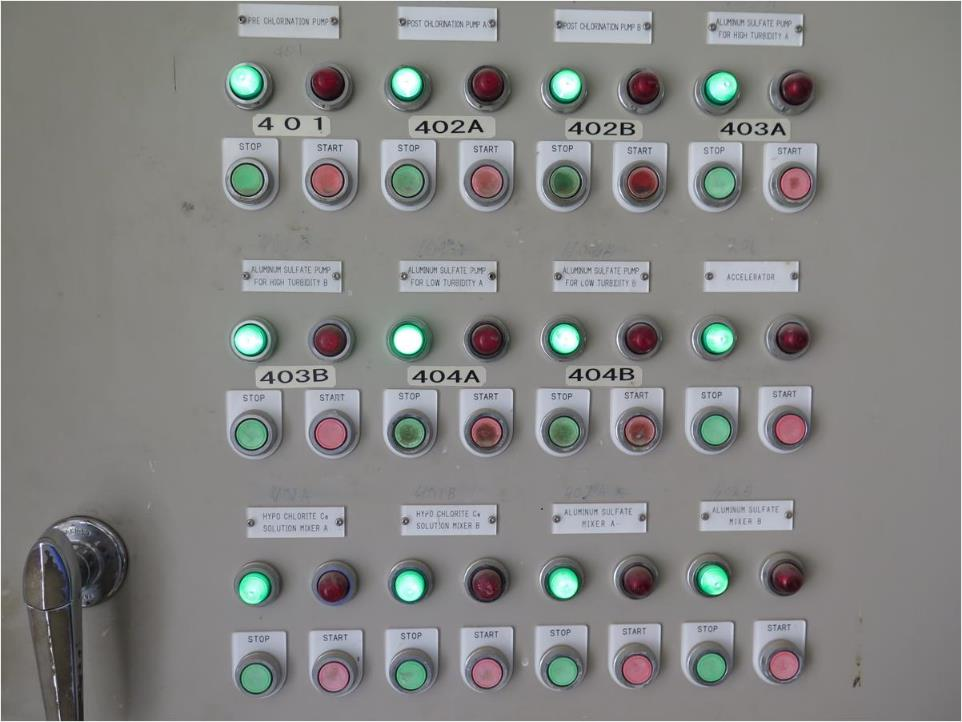 PRE CHLORINATION PUMP
POST CHLORINATION PUMP A
POST CHLORINATION PUMP B
ALUMINUM SULFATE PUMP
FOR HIGH TURBIDITY A
401
402A
402B
403A
STOP
START
STOP
START
STOP
START
STOP
START
ALUMINUM SULFATE PUMP
FOR HIGH TURBIDITY B
ALUMINUM SULFATE PUMP
FOR LOW TURBIDITY A
ALUMINUM SULFATE PUMP
FOR LOW TURBIDITY B
ACCELERATOR
403B
404A
404B
STOP
START
STOP
START
STOP
START
STOP
START
HYPO CHLORITE Ca
SOLUTION MIXER A
HYPO CHLORITE Ca
SOLUTION MIXER B
ALUMINUM SULFATE
MIXER A
ALUMINUM SULFATE
MIXER B
STOP
START
STOP
START
STOP
START
STOP
START